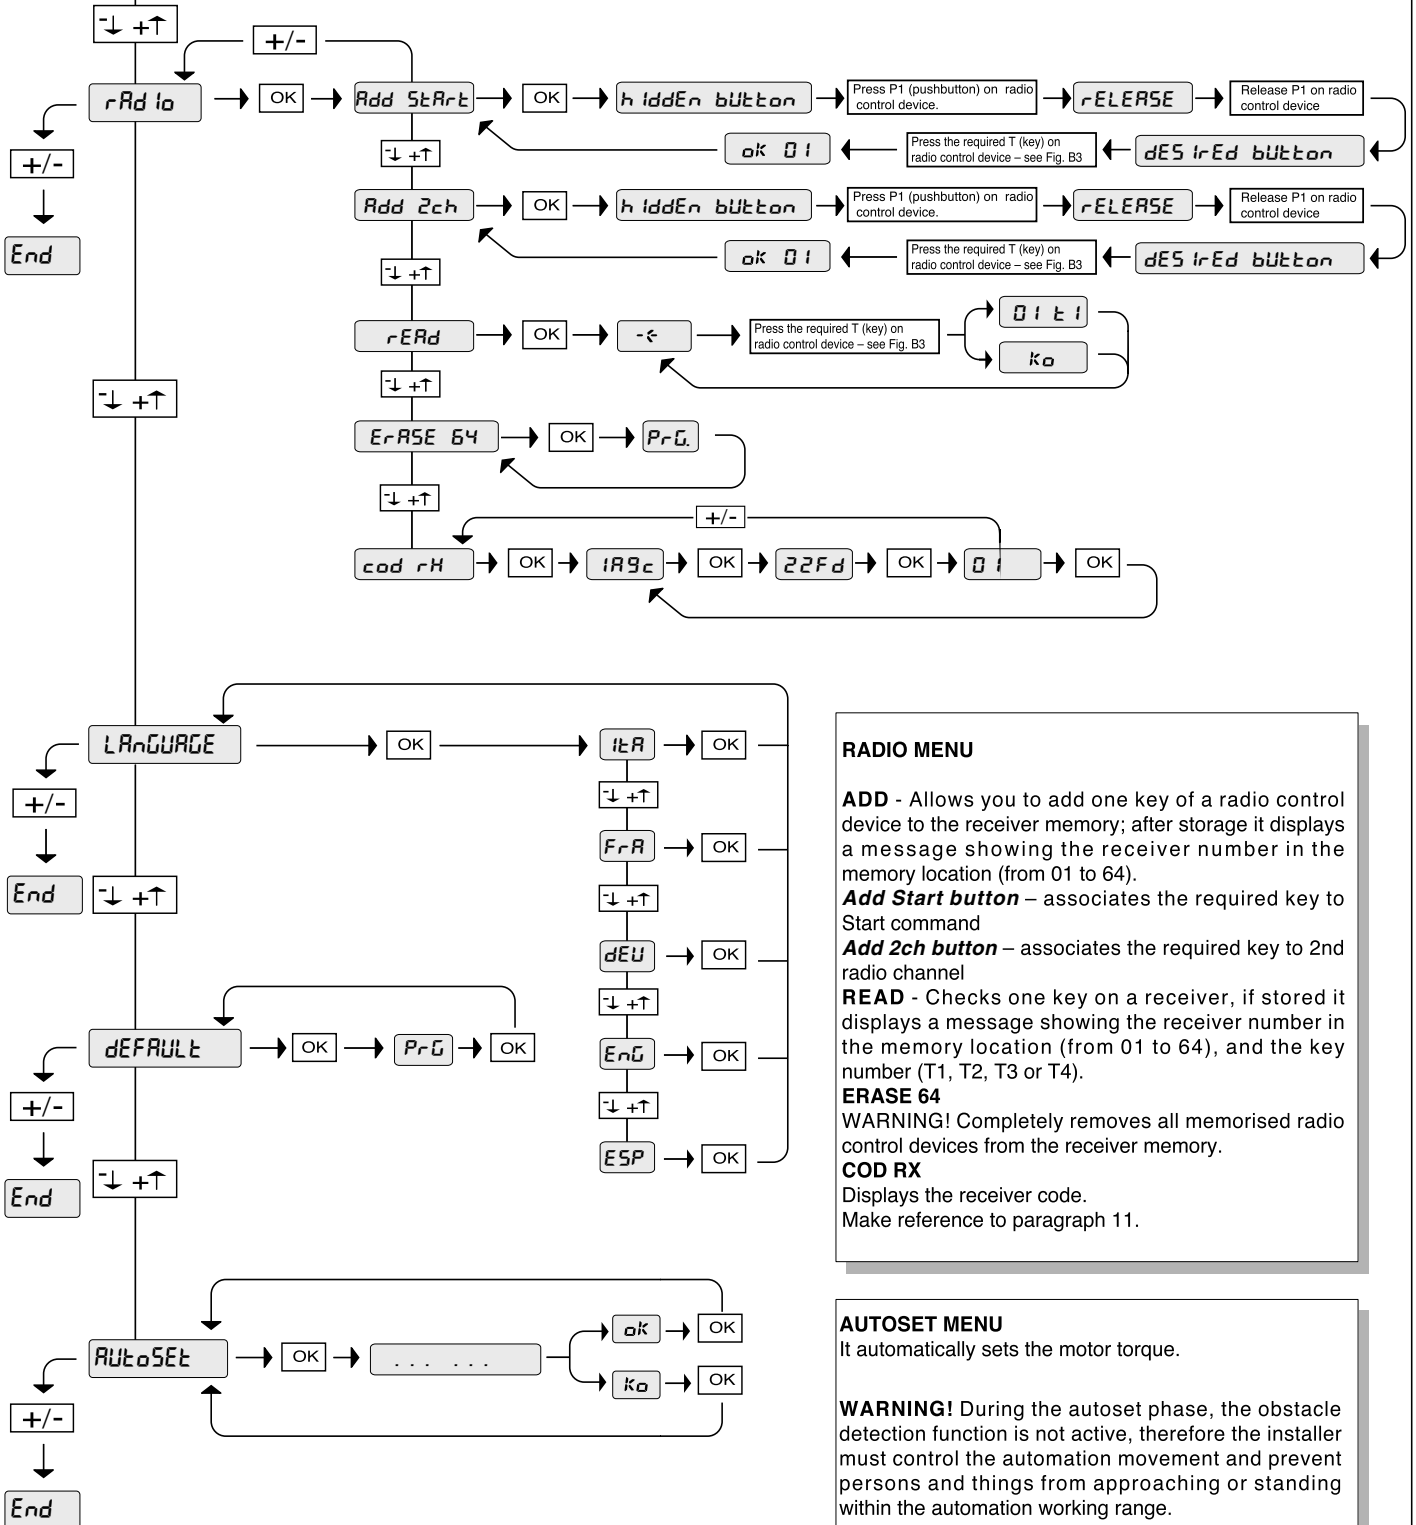 -↓ +↑
+/-
rAdIo
OK
Add StArt
OK
hIddEn bUtton
Press P1 (pushbutton) on radio
control device.
rELEASE
Release P1 on radio
control device
+/-
-↓ +↑
oK 01
Press the required T (key) on
radio control device – see Fig. B3
dESIrEd bUtton
End
Add 2ch
OK
hIddEn bUtton
Press P1 (pushbutton) on radio
control device.
rELEASE
Release P1 on radio
control device
-↓ +↑
oK 01
Press the required T (key) on
radio control device – see Fig. B3
dESIrEd bUtton
rEAd
OK
Press the required T (key) on
radio control device – see Fig. B3
01 t1
Ko
-↓ +↑
-↓ +↑
ErASE 64
OK
PrG.
-↓ +↑
+/-
cod rH
OK
1A9c
OK
22Fd
OK
01
OK
LAnGUAGE
OK
ItA
OK
+/-
-↓ +↑
FrA
OK
End
-↓ +↑
-↓ +↑
dEU
OK
-↓ +↑
dEFAULt
OK
PrG
OK
EnG
OK
+/-
-↓ +↑
End
-↓ +↑
ESP
OK
AUtoSEt
OK
... ...
oK
OK
Ko
OK
+/-
End
RADIO MENU
ADD - Allows you to add one key of a radio control
device to the receiver memory; after storage it displays
a message showing the receiver number in the
memory location (from 01 to 64).
Add Start button – associates the required key to
Start command
Add 2ch button – associates the required key to 2nd
radio channel
READ - Checks one key on a receiver, if stored it
displays a message showing the receiver number in
the memory location (from 01 to 64), and the key
number (T1, T2, T3 or T4).
ERASE 64
WARNING! Completely removes all memorised radio
control devices from the receiver memory.
COD RX
Displays the receiver code.
Make reference to paragraph 11.
AUTOSET MENU
It automatically sets the motor torque.
WARNING! During the autoset phase, the obstacle
detection function is not active, therefore the installer
must control the automation movement and prevent
persons and things from approaching or standing
within the automation working range.